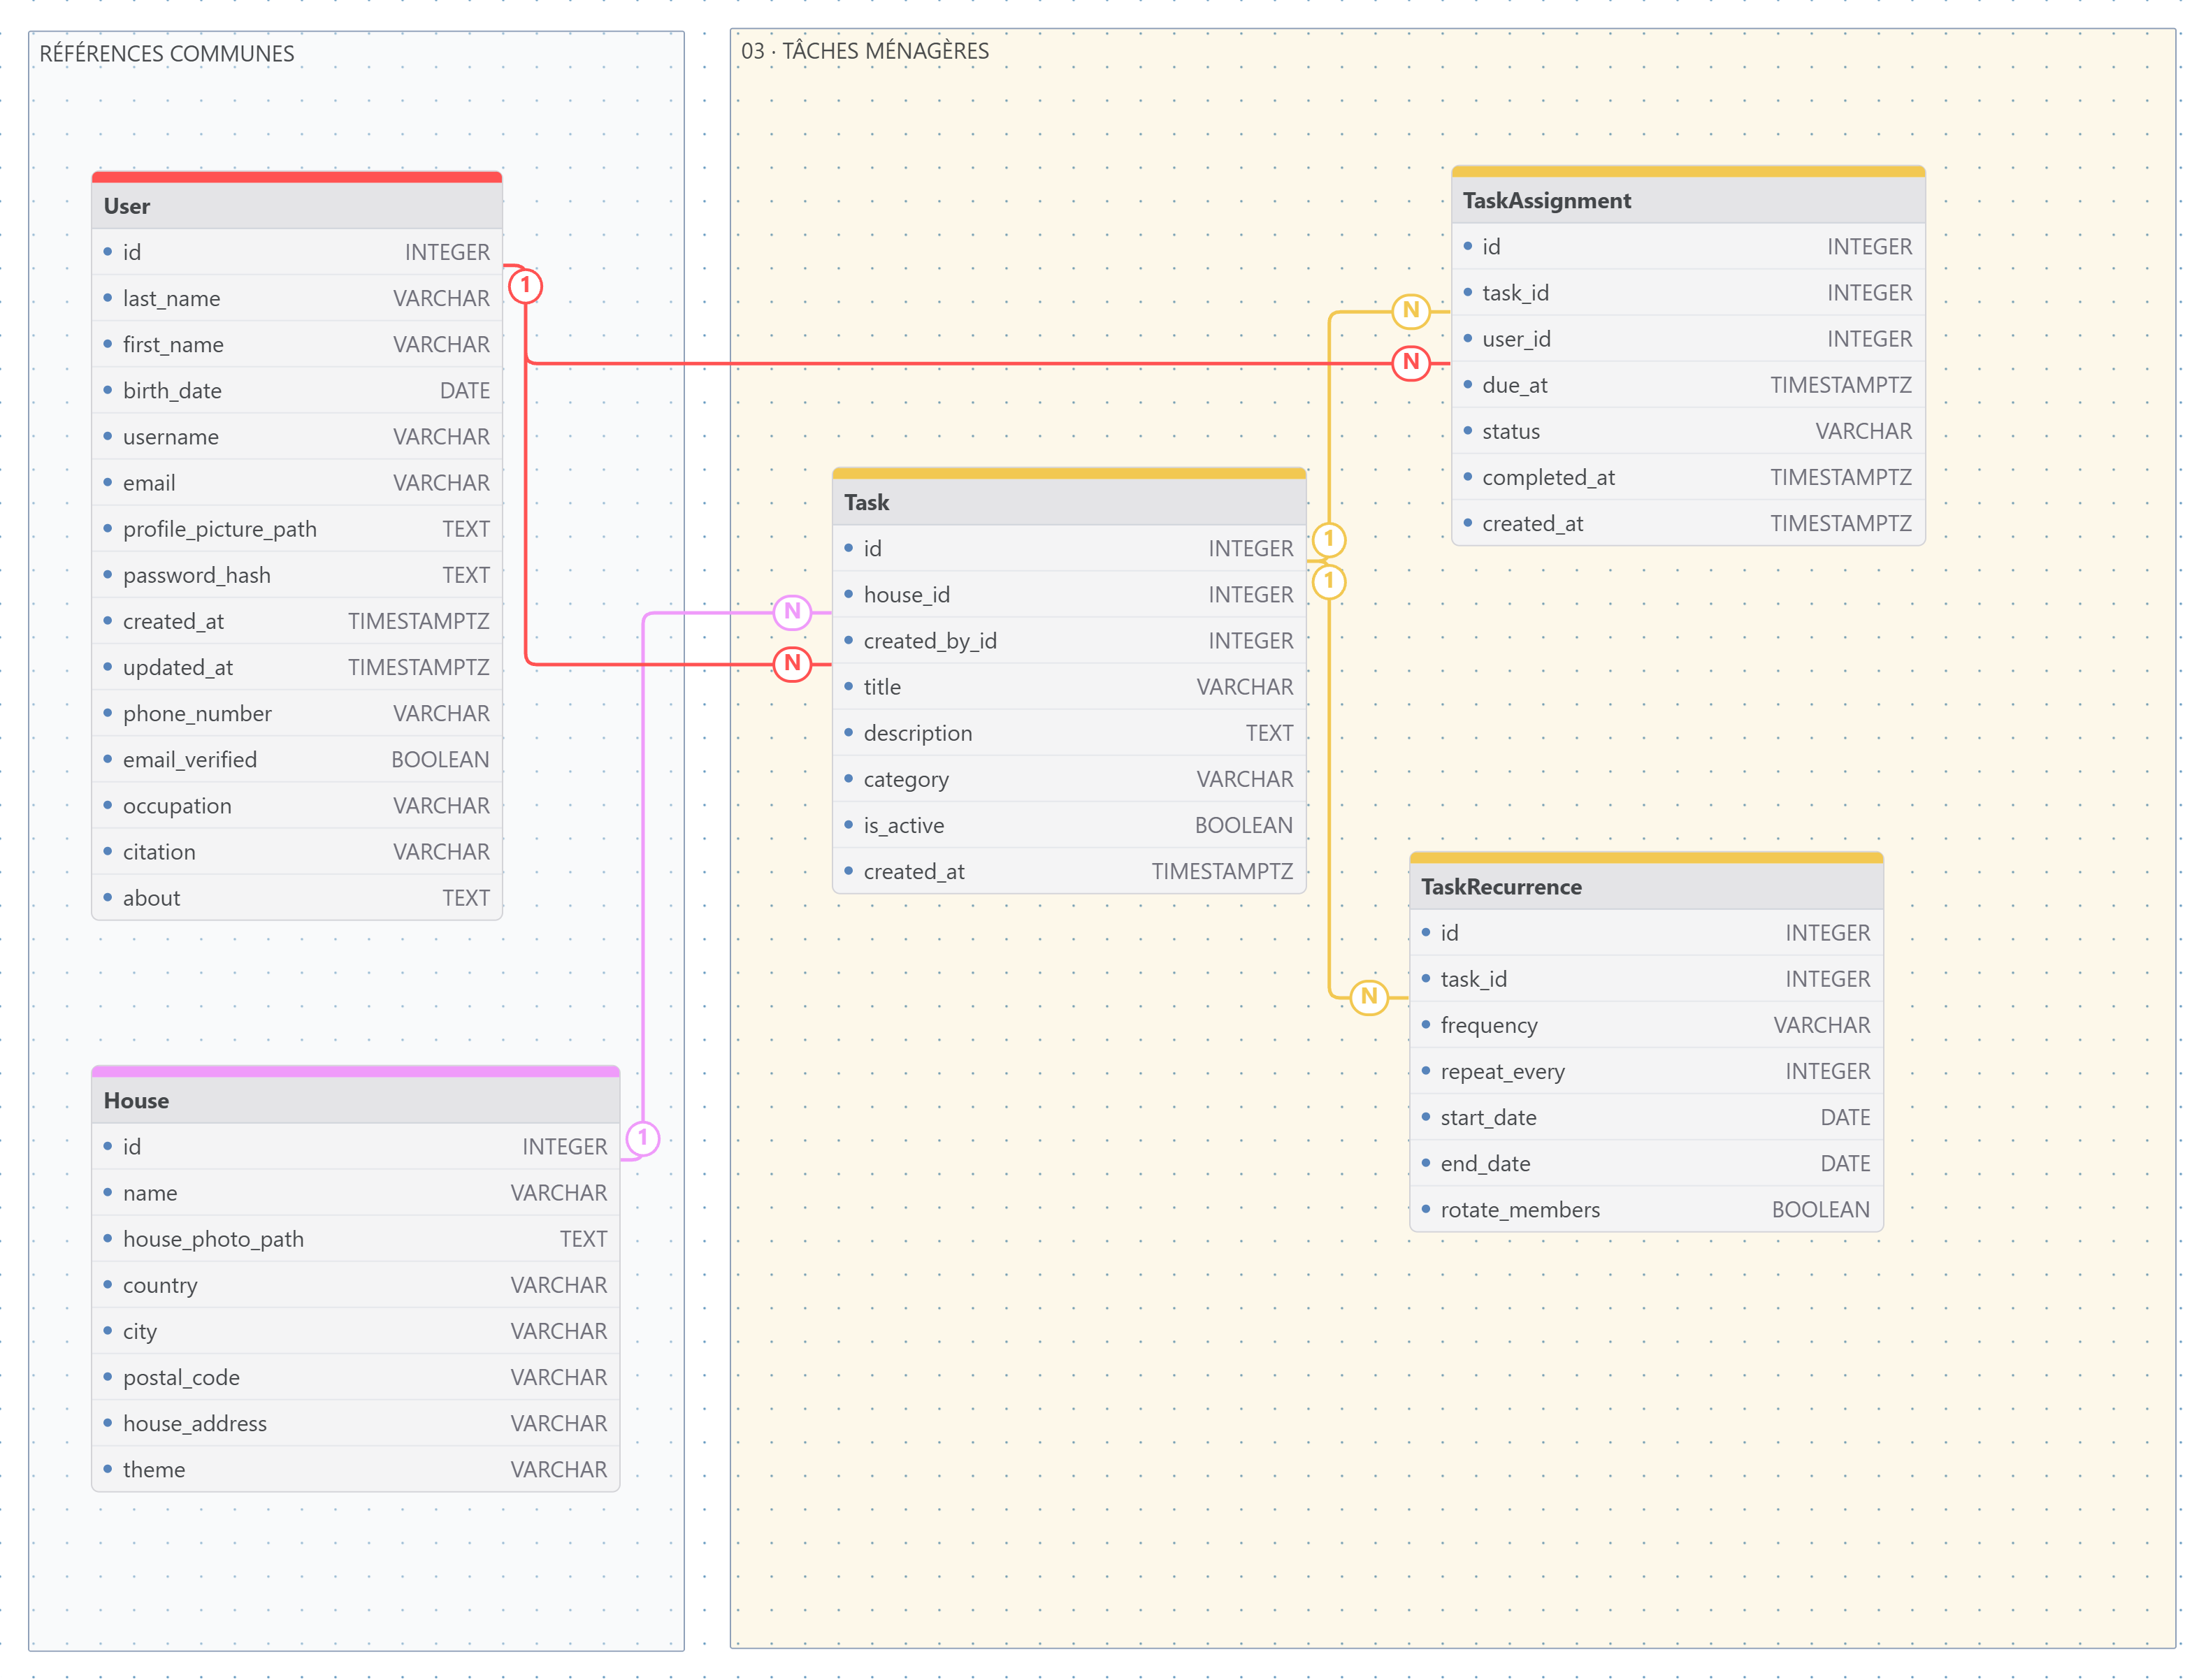 RÉFÉRENCES COMMUNES
User
id INTEGER
last_name VARCHAR
first_name VARCHAR
birth_date DATE
username VARCHAR
email VARCHAR
profile_picture_path TEXT
password_hash TEXT
created_at TIMESTAMPTZ
updated_at TIMESTAMPTZ
phone_number VARCHAR
email_verified BOOLEAN
occupation VARCHAR
citation VARCHAR
about TEXT
1
House
id INTEGER
name VARCHAR
house_photo_path TEXT
country VARCHAR
city VARCHAR
postal_code VARCHAR
house_address VARCHAR
theme VARCHAR
1
03 · TÂCHES MÉNAGÈRES
N
N
Task
id INTEGER
house_id INTEGER
created_by_id INTEGER
title VARCHAR
description TEXT
category VARCHAR
is_active BOOLEAN
created_at TIMESTAMPTZ
1
1
N
N
TaskAssignment
id INTEGER
task_id INTEGER
user_id INTEGER
due_at TIMESTAMPTZ
status VARCHAR
completed_at TIMESTAMPTZ
created_at TIMESTAMPTZ
N
TaskRecurrence
id INTEGER
task_id INTEGER
frequency VARCHAR
repeat_every INTEGER
start_date DATE
end_date DATE
rotate_members BOOLEAN